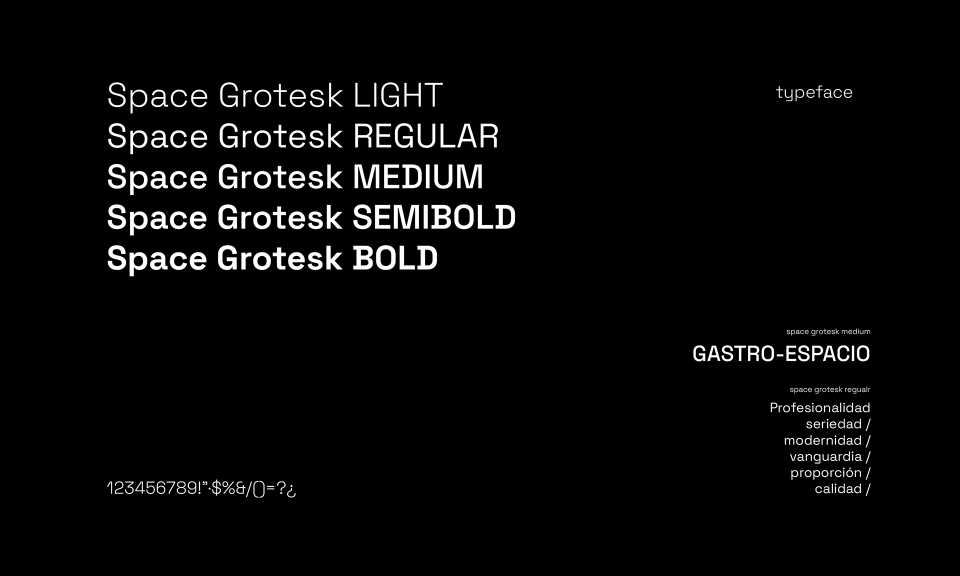 Space Grotesk LIGHT
Space Grotesk REGULAR
Space Grotesk MEDIUM
Space Grotesk SEMIBOLD
Space Grotesk BOLD
typeface
space grotesk medium
GASTRO-ESPACIO
space grotesk regualr
Profesionalidad
seriedad /
modernidad /
vanguardia /
proporción /
calidad /
123456789!"·$%&/()=?¿